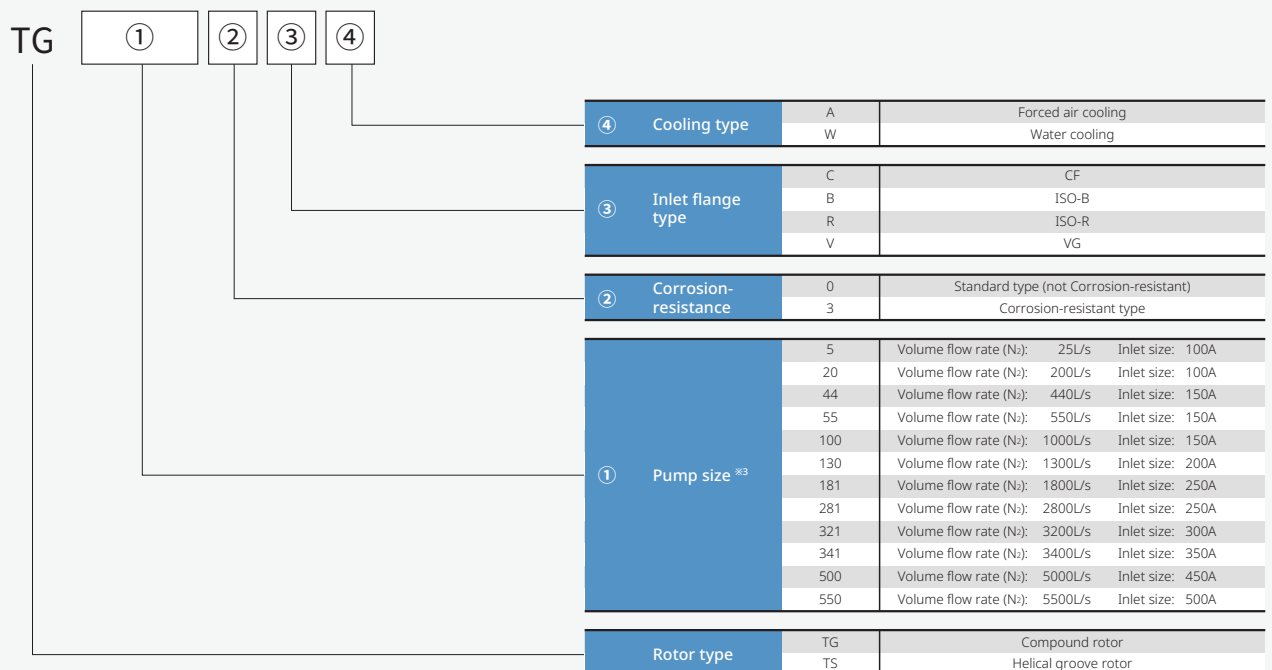 TG ① ② ③ ④
④ Cooling type
A Forced air cooling
W Water cooling
③ Inlet flange
type
C CF
B ISO-B
R ISO-R
V VG
② Corrosion-
resistance
0 Standard type (not Corrosion-resistant)
3 Corrosion-resistant type
① Pump size ※3
5 Volume flow rate (N₂): 25L/s Inlet size: 100A
20 Volume flow rate (N₂): 200L/s Inlet size: 100A
44 Volume flow rate (N₂): 440L/s Inlet size: 150A
55 Volume flow rate (N₂): 550L/s Inlet size: 150A
100 Volume flow rate (N₂): 1000L/s Inlet size: 150A
130 Volume flow rate (N₂): 1300L/s Inlet size: 200A
181 Volume flow rate (N₂): 1800L/s Inlet size: 250A
281 Volume flow rate (N₂): 2800L/s Inlet size: 250A
321 Volume flow rate (N₂): 3200L/s Inlet size: 300A
341 Volume flow rate (N₂): 3400L/s Inlet size: 350A
500 Volume flow rate (N₂): 5000L/s Inlet size: 450A
550 Volume flow rate (N₂): 5500L/s Inlet size: 500A
Rotor type
TG Compound rotor
TS Helical groove rotor